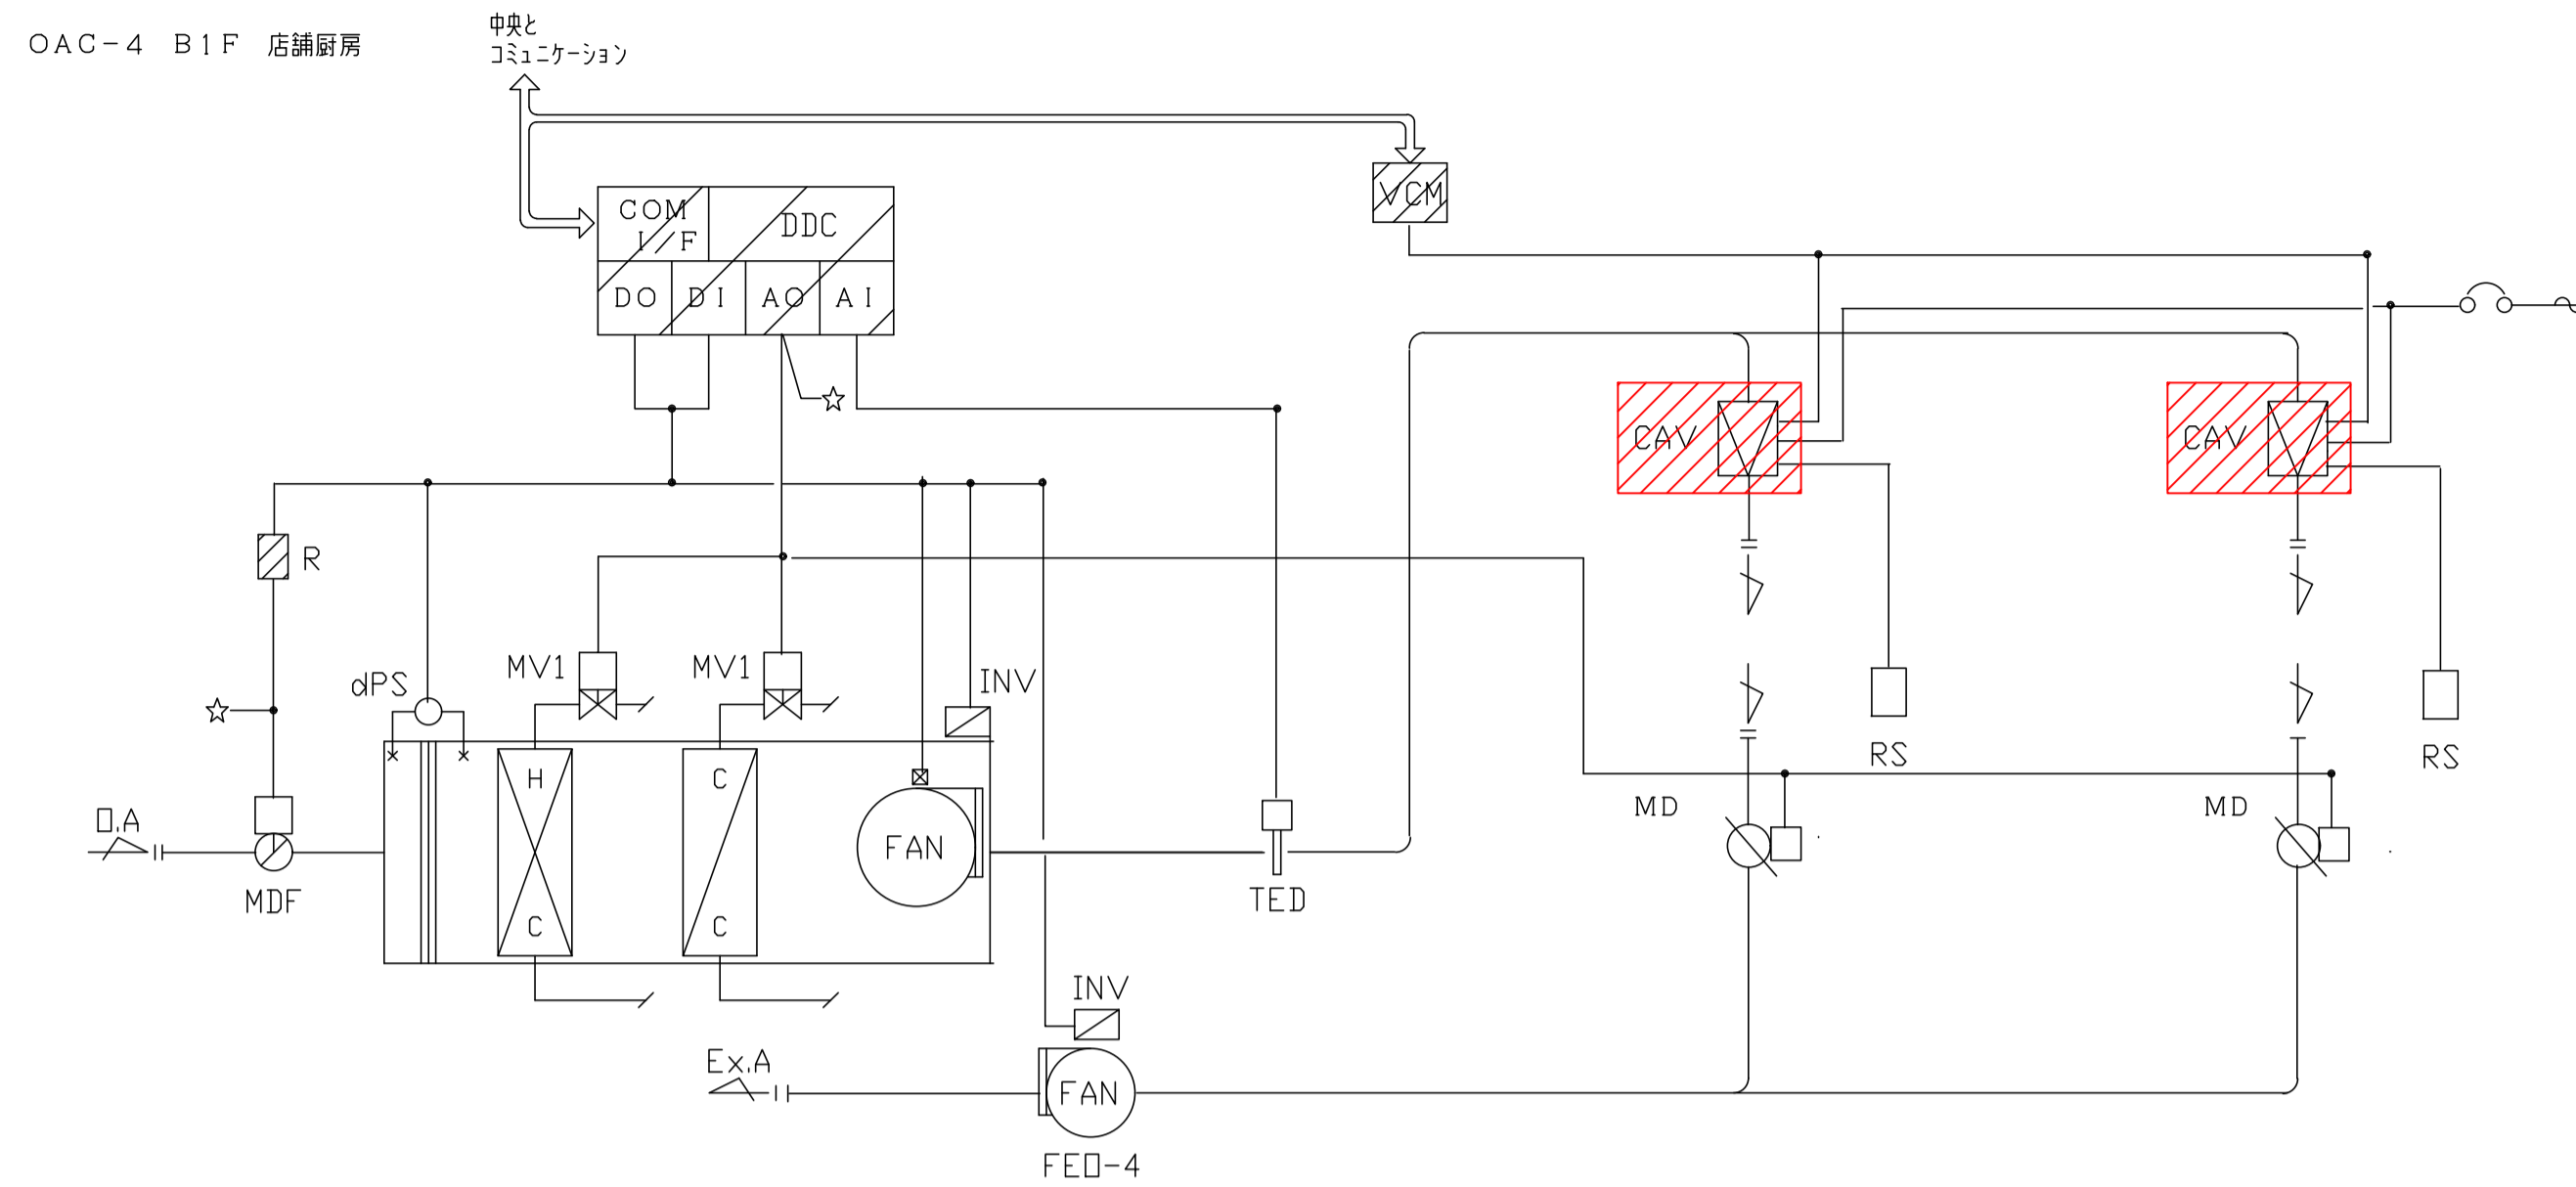 OAC-4 B1F 店舗厨房
中央と
コミュニケーション
VCM
COM
I/F
DDC
DO
DI
AO
AI
CAV
CAV
R
MV1
MV1
INV
dPS
RS
RS
H
C
C
C
FAN
O.A
MDF
TED
MD
MD
INV
Ex.A
FAN
FEO-4